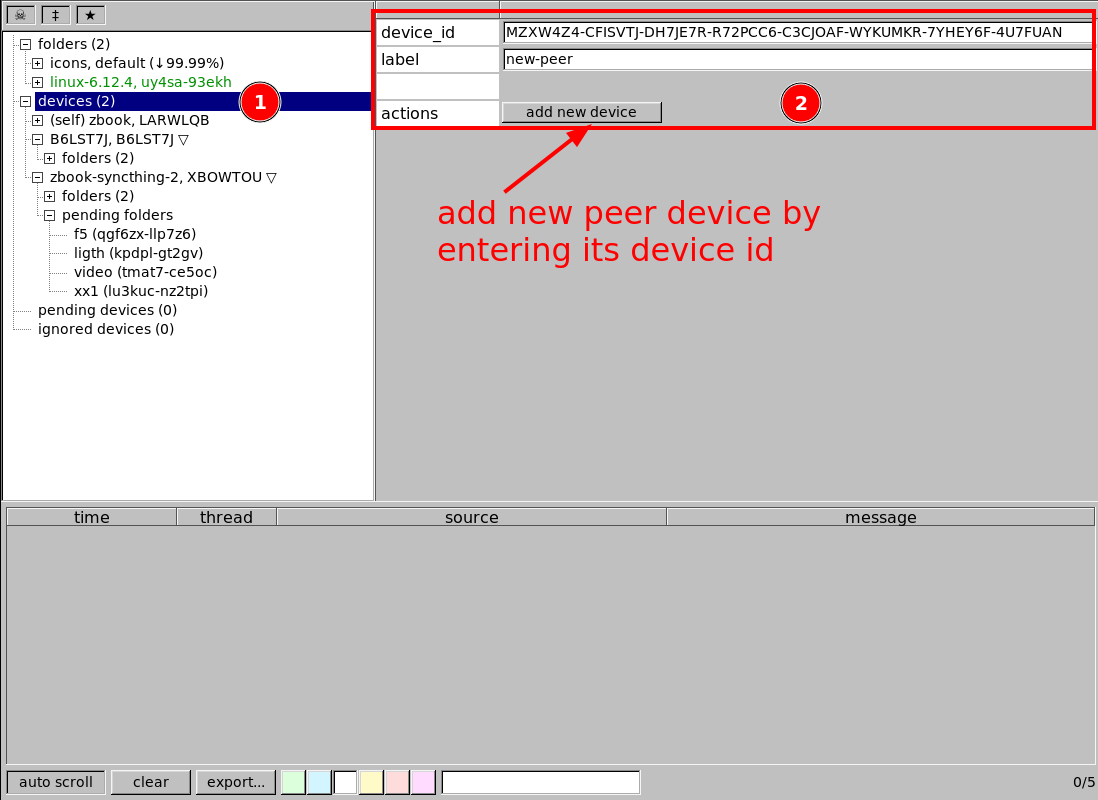 ☠ ‡ ★
folders (2)
icons, default (↓99.99%)
linux-6.12.4, uy4sa-93ekh
devices (2)
(self) zbook, LARWLQB
B6LST7J, B6LST7J ▽
folders (2)
zbook-syncthing-2, XBOWTOU ▽
folders (2)
pending folders
f5 (qgf6zx-llp7z6)
ligth (kpdpl-gt2gv)
video (tmat7-ce5oc)
xx1 (lu3kuc-nz2tpi)
pending devices (0)
ignored devices (0)
1
device_id MZXW4Z4-CFISVTJ-DH7JE7R-R72PCC6-C3CJOAF-WYKUMKR-7YHEY6F-4U7FUAN
label new-peer
actions add new device
2
add new peer device by
entering its device id
time thread source message
auto scroll clear export... 0/5